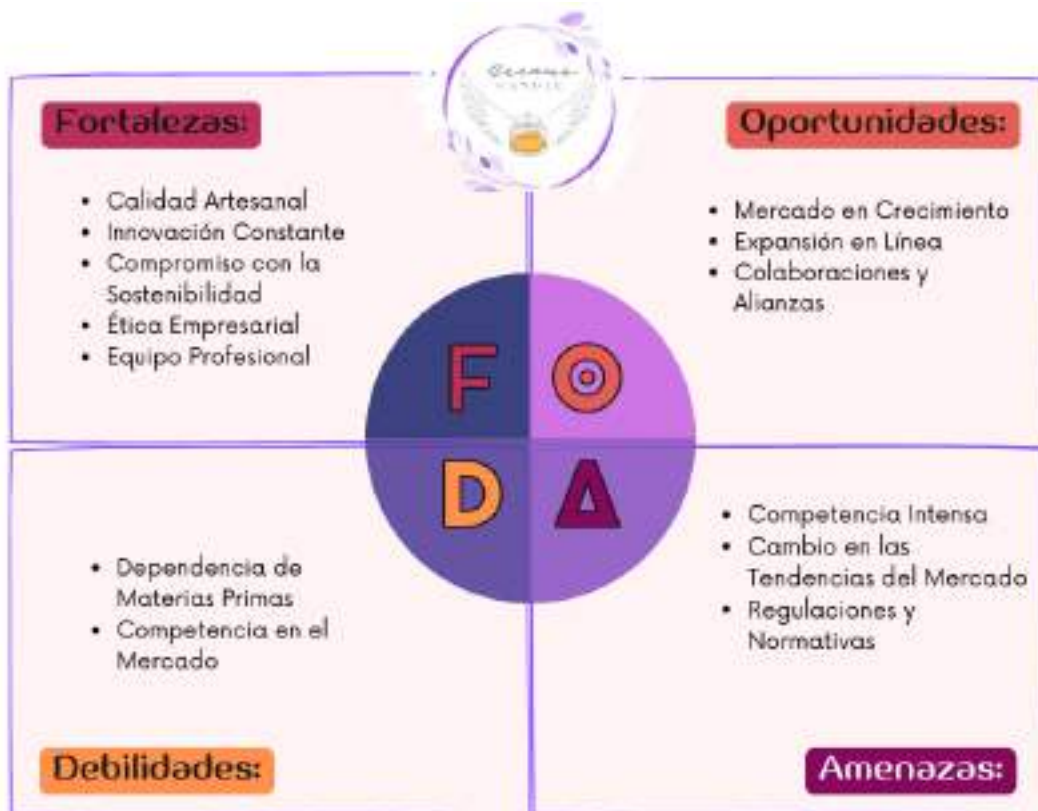 Fortalezas:
• Calidad Artesanal
• Innovación Constante
• Compromiso con la
Sostenibilidad
• Ética Empresarial
• Equipo Profesional
Oportunidades:
• Mercado en Crecimiento
• Expansión en Línea
• Colaboraciones y
Alianzas
F O
D A
• Dependencia de
Materias Primas
• Competencia en el
Mercado
Debilidades:
• Competencia Intensa
• Cambio en las
Tendencias del Mercado
• Regulaciones y
Normativas
Amenazas: